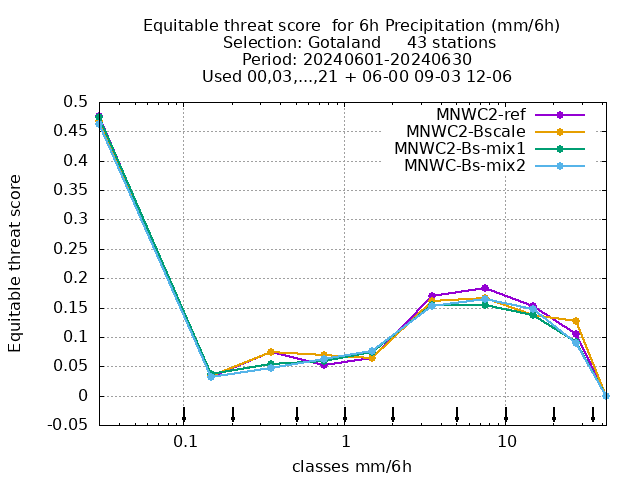 Equitable threat score  for 6h Precipitation (mm/6h)
Selection: Gotaland     43 stations
Period: 20240601-20240630
Used 00,03,...,21 + 06-00 09-03 12-06
MNWC2-ref
MNWC2-Bscale
MNWC2-Bs-mix1
MNWC-Bs-mix2
Equitable threat score
0.5
0.45
0.4
0.35
0.3
0.25
0.2
0.15
0.1
0.05
0
-0.05
0.1 1 10
classes mm/6h